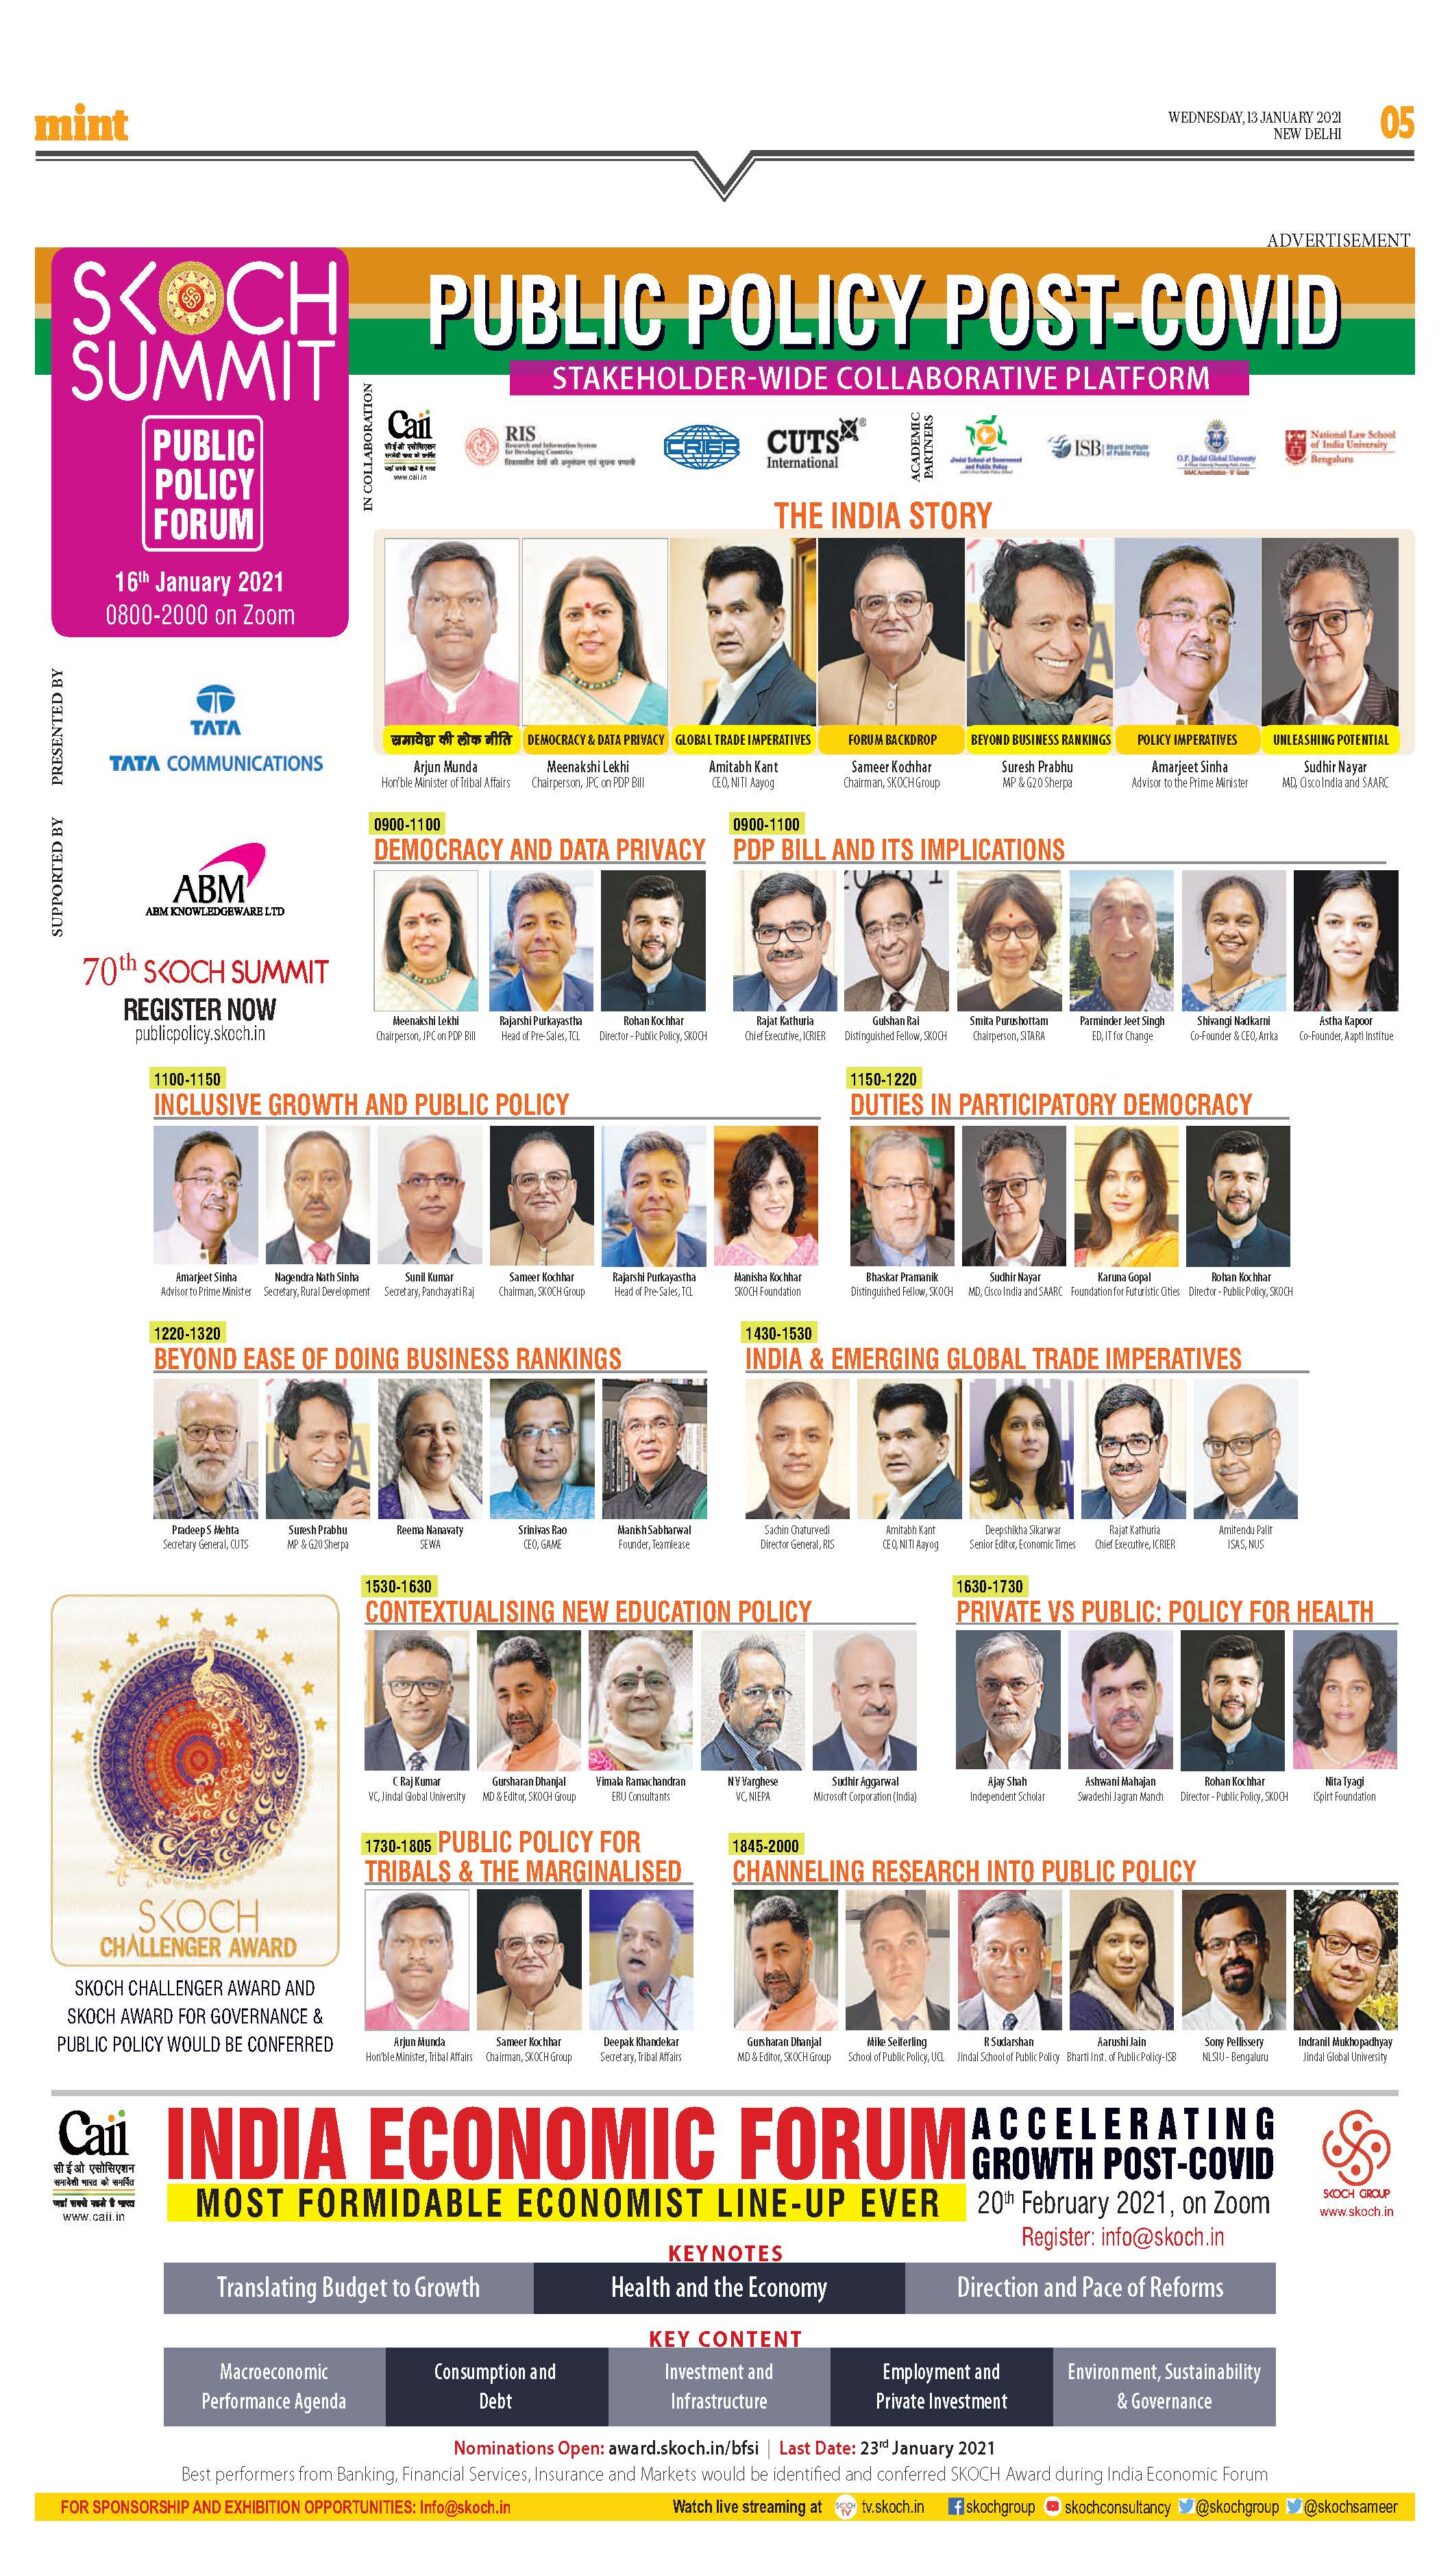 mint
WEDNESDAY, 13 JANUARY 2021
NEW DELHI
05
ADVERTISEMENT
SKOCH
SUMMIT
PUBLIC
POLICY
FORUM
16th January 2021
0800-2000 on Zoom
PUBLIC POLICY POST-COVID
STAKEHOLDER-WIDE COLLABORATIVE PLATFORM
IN COLLABORATION
Caii
सीईओ एसोसिएशन
www.caii.in
RIS
Research and Information System
for Developing Countries
ICRIER
CUTS®
International
ACADEMIC
PARTNERS
Jindal School of Government
and Public Policy
ISB Bharti Institute
of Public Policy
O.P. Jindal Global University
National Law School
of India University
Bengaluru
THE INDIA STORY
समावेश की लोक नीति
DEMOCRACY & DATA PRIVACY
GLOBAL TRADE IMPERATIVES
FORUM BACKDROP
BEYOND BUSINESS RANKINGS
POLICY IMPERATIVES
UNLEASHING POTENTIAL
Arjun Munda
Hon'ble Minister of Tribal Affairs
Meenakshi Lekhi
Chairperson, JPC on PDP Bill
Amitabh Kant
CEO, NITI Aayog
Sameer Kochhar
Chairman, SKOCH Group
Suresh Prabhu
MP & G20 Sherpa
Amarjeet Sinha
Advisor to the Prime Minister
Sudhir Nayar
MD, Cisco India and SAARC
PRESENTED BY
TATA
TATA COMMUNICATIONS
SUPPORTED BY
ABM
ABM KNOWLEDGEWARE LTD
70th SKOCH SUMMIT
REGISTER NOW
publicpolicy.skoch.in
0900-1100
DEMOCRACY AND DATA PRIVACY
Meenakshi Lekhi
Chairperson, JPC on PDP Bill
Rajarshi Purkayastha
Head of Pre-Sales, TCL
Rohan Kochhar
Director - Public Policy, SKOCH
0900-1100
PDP BILL AND ITS IMPLICATIONS
Rajat Kathuria
Chief Executive, ICRIER
Gulshan Rai
Distinguished Fellow, SKOCH
Smita Purushottam
Chairperson, SITARA
Parminder Jeet Singh
ED, IT for Change
Shivangi Nadkarni
Co-Founder & CEO, Arrka
Astha Kapoor
Co-Founder, Aapti Institue
1100-1150
INCLUSIVE GROWTH AND PUBLIC POLICY
Amarjeet Sinha
Advisor to Prime Minister
Nagendra Nath Sinha
Secretary, Rural Development
Sunil Kumar
Secretary, Panchayati Raj
Sameer Kochhar
Chairman, SKOCH Group
Rajarshi Purkayastha
Head of Pre-Sales, TCL
Manisha Kochhar
SKOCH Foundation
1150-1220
DUTIES IN PARTICIPATORY DEMOCRACY
Bhaskar Pramanik
Distinguished Fellow, SKOCH
Sudhir Nayar
MD, Cisco India and SAARC
Karuna Gopal
Foundation for Futuristic Cities
Rohan Kochhar
Director - Public Policy, SKOCH
1220-1320
BEYOND EASE OF DOING BUSINESS RANKINGS
Pradeep S Mehta
Secretary General, CUTS
Suresh Prabhu
MP & G20 Sherpa
Reema Nanavaty
SEWA
Srinivas Rao
CEO, GAME
Manish Sabharwal
Founder, Teamlease
1430-1530
INDIA & EMERGING GLOBAL TRADE IMPERATIVES
Sachin Chaturvedi
Director General, RIS
Amitabh Kant
CEO, NITI Aayog
Deepshikha Sikarwar
Senior Editor, Economic Times
Rajat Kathuria
Chief Executive, ICRIER
Amitendu Palit
ISAS, NUS
1530-1630
CONTEXTUALISING NEW EDUCATION POLICY
C Raj Kumar
VC, Jindal Global University
Gursharan Dhanjal
MD & Editor, SKOCH Group
Vimala Ramachandran
ERU Consultants
N V Varghese
VC, NIEPA
Sudhir Aggarwal
Microsoft Corporation (India)
1630-1730
PRIVATE VS PUBLIC: POLICY FOR HEALTH
Ajay Shah
Independent Scholar
Ashwani Mahajan
Swadeshi Jagran Manch
Rohan Kochhar
Director - Public Policy, SKOCH
Nita Tyagi
iSpirt Foundation
SKOCH
CHALLENGER AWARD
SKOCH CHALLENGER AWARD AND
SKOCH AWARD FOR GOVERNANCE &
PUBLIC POLICY WOULD BE CONFERRED
1730-1805 PUBLIC POLICY FOR
TRIBALS & THE MARGINALISED
Arjun Munda
Hon'ble Minister, Tribal Affairs
Sameer Kochhar
Chairman, SKOCH Group
Deepak Khandekar
Secretary, Tribal Affairs
1845-2000
CHANNELING RESEARCH INTO PUBLIC POLICY
Gursharan Dhanjal
MD & Editor, SKOCH Group
Mike Seiferling
School of Public Policy, UCL
R Sudarshan
Jindal School of Public Policy
Aarushi Jain
Bharti Inst. of Public Policy-ISB
Sony Pellissery
NLSIU - Bengaluru
Indranil Mukhopadhyay
Jindal Global University
Caii
सीईओ एसोसिएशन
समावेशी भारत को समर्पित
www.caii.in
INDIA ECONOMIC FORUM
MOST FORMIDABLE ECONOMIST LINE-UP EVER
ACCELERATING
GROWTH POST-COVID
20th February 2021, on Zoom
Register: info@skoch.in
SKOCH GROUP
www.skoch.in
KEYNOTES
Translating Budget to Growth
Health and the Economy
Direction and Pace of Reforms
KEY CONTENT
Macroeconomic
Performance Agenda
Consumption and
Debt
Investment and
Infrastructure
Employment and
Private Investment
Environment, Sustainability
& Governance
Nominations Open: award.skoch.in/bfsi | Last Date: 23rd January 2021
Best performers from Banking, Financial Services, Insurance and Markets would be identified and conferred SKOCH Award during India Economic Forum
FOR SPONSORSHIP AND EXHIBITION OPPORTUNITIES: Info@skoch.in
Watch live streaming at SKOCH TV tv.skoch.in skochgroup skochconsultancy @skochgroup @skochsameer